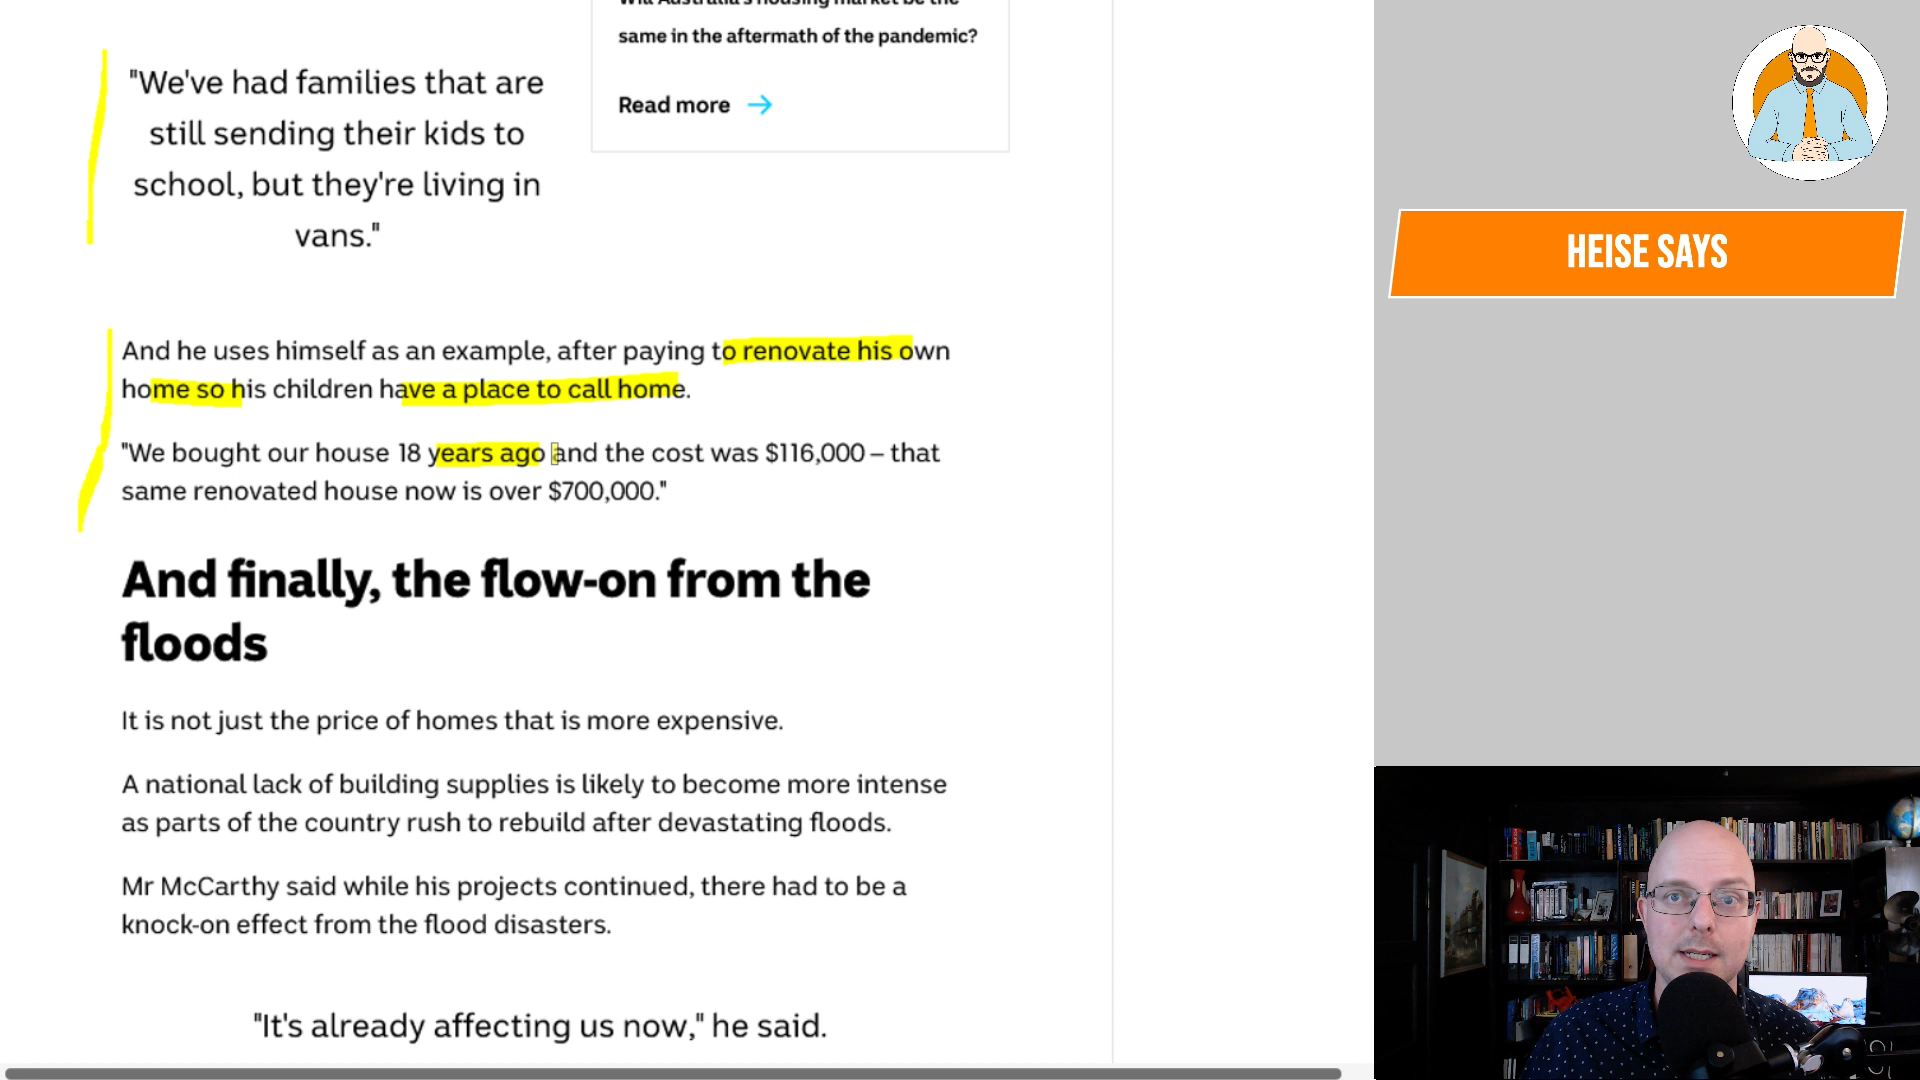 Will Australia's housing market be the
same in the aftermath of the pandemic?
Read more
"We've had families that are
still sending their kids to
school, but they're living in
vans."
And he uses himself as an example, after paying to renovate his own
home so his children have a place to call home.
"We bought our house 18 years ago and the cost was $116,000 – that
same renovated house now is over $700,000."
And finally, the flow-on from the
floods
It is not just the price of homes that is more expensive.
A national lack of building supplies is likely to become more intense
as parts of the country rush to rebuild after devastating floods.
Mr McCarthy said while his projects continued, there had to be a
knock-on effect from the flood disasters.
"It's already affecting us now," he said.
HEISE SAYS